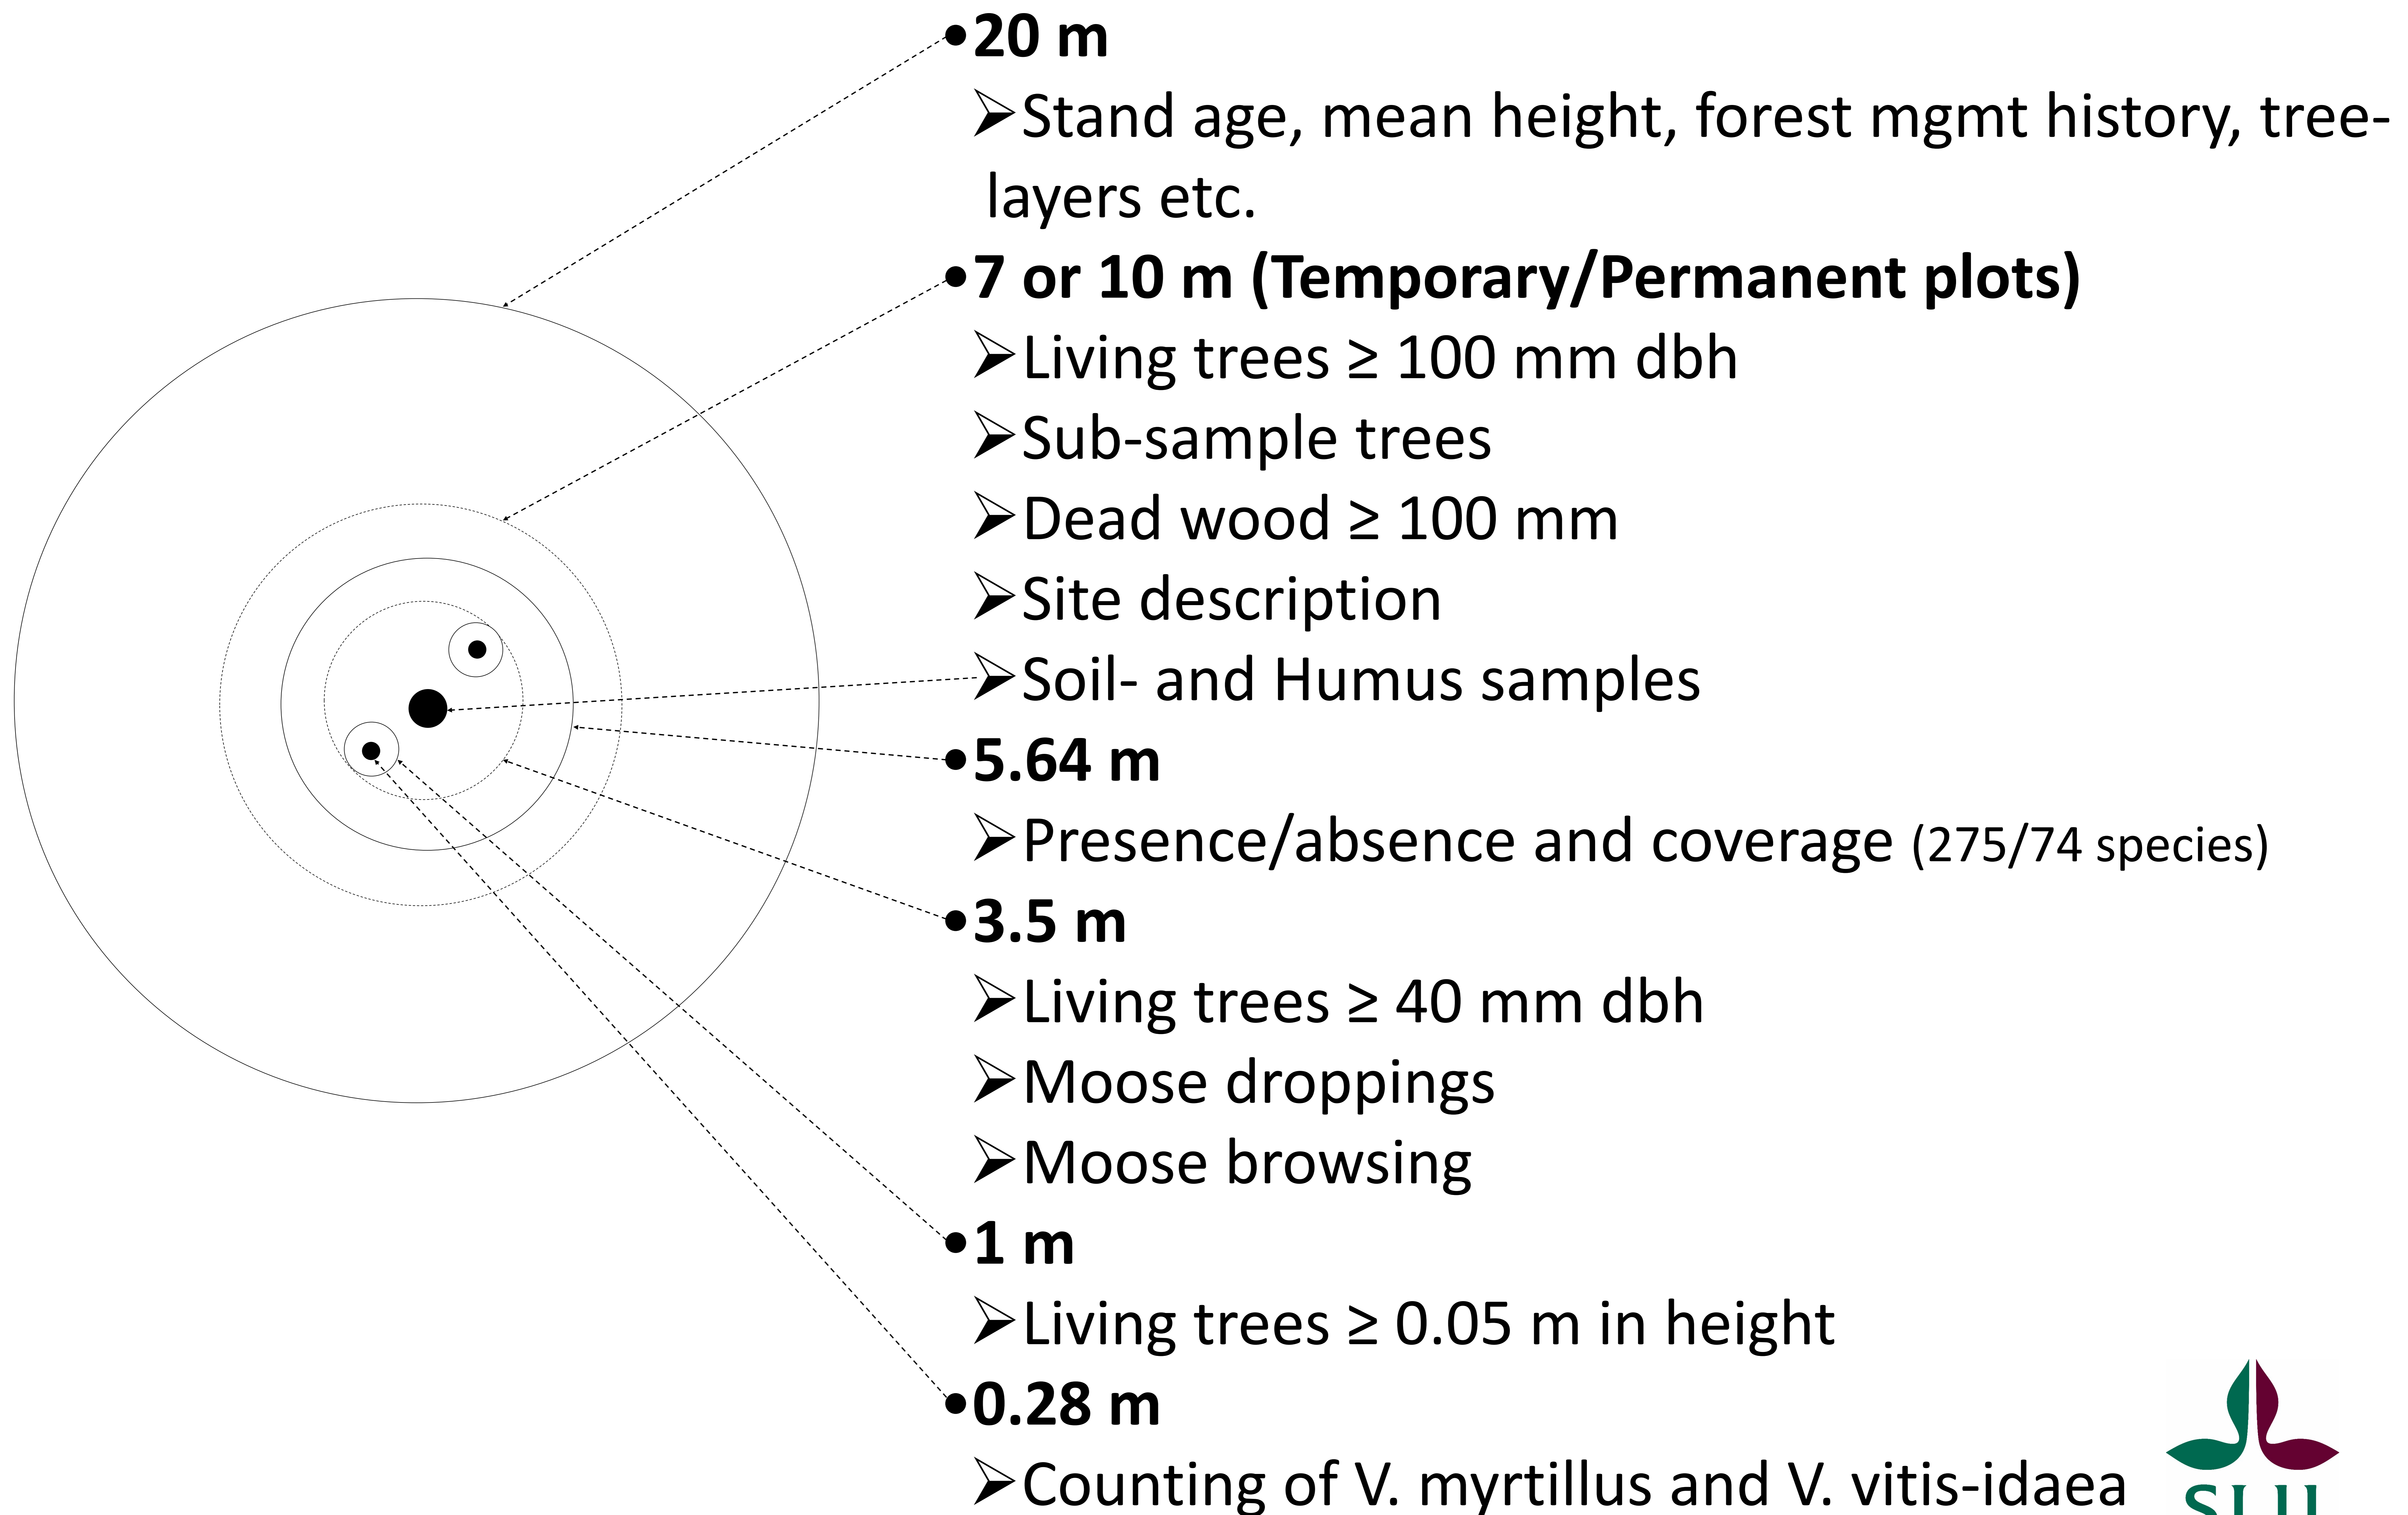 •20 m
➢Stand age, mean height, forest mgmt history, tree-
layers etc.
•7 or 10 m (Temporary/Permanent plots)
➢Living trees ≥ 100 mm dbh
➢Sub-sample trees
➢Dead wood ≥ 100 mm
➢Site description
➢Soil- and Humus samples
•5.64 m
➢Presence/absence and coverage (275/74 species)
•3.5 m
➢Living trees ≥ 40 mm dbh
➢Moose droppings
➢Moose browsing
•1 m
➢Living trees ≥ 0.05 m in height
•0.28 m
➢Counting of V. myrtillus and V. vitis-idaea
SLU